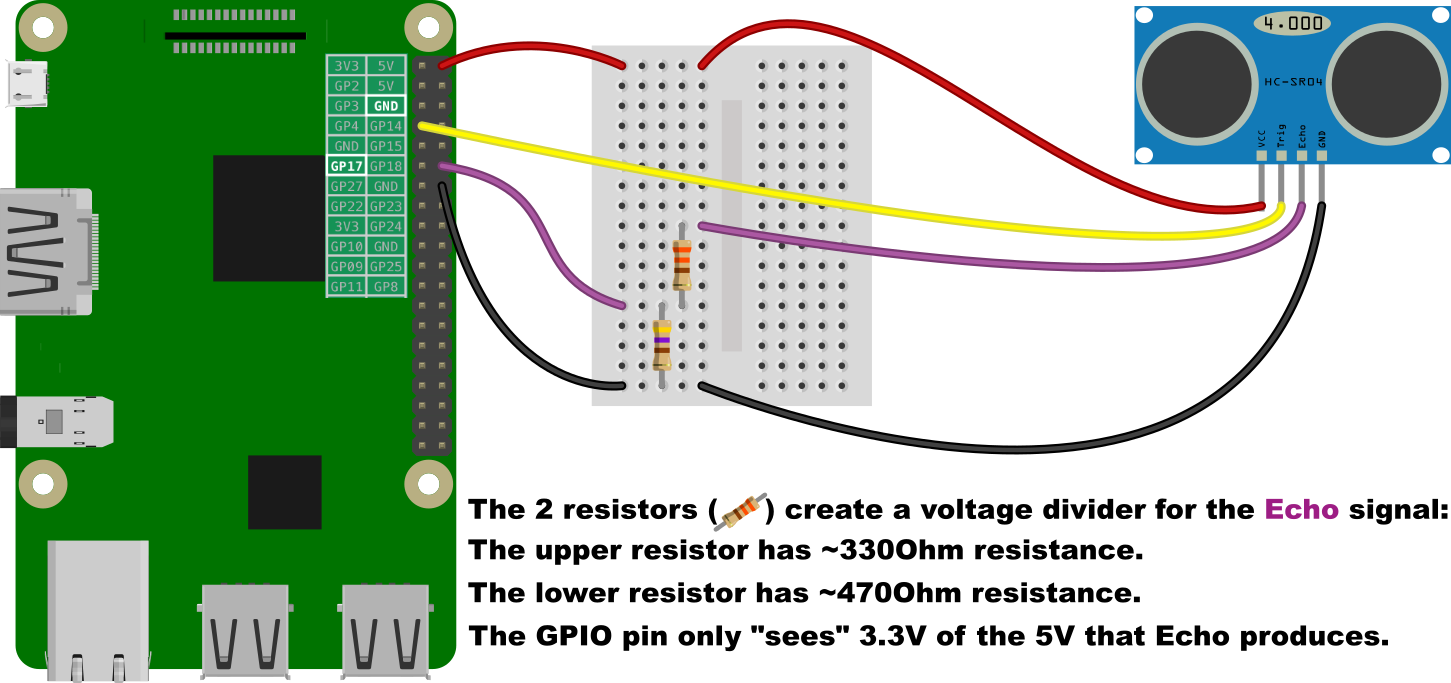 3V3 5V
GP2 5V
GP3 GND
GP4 GP14
GND GP15
GP17 GP18
GP27 GND
GP22 GP23
3V3 GP24
GP10 GND
GP09 GP25
GP11 GP8
4.000
HC-SR04
VCC Trig Echo GND
The 2 resistors ( ) create a voltage divider for the Echo signal:
The upper resistor has ~330Ohm resistance.
The lower resistor has ~470Ohm resistance.
The GPIO pin only "sees" 3.3V of the 5V that Echo produces.